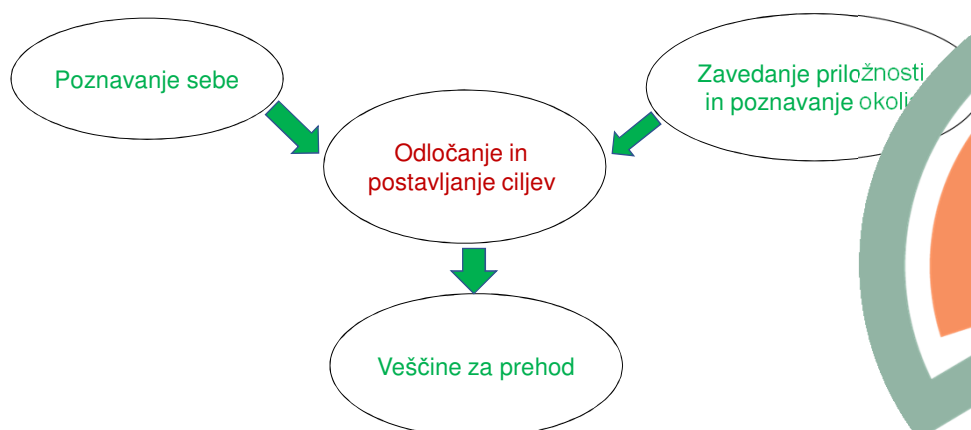 Poznavanje sebe
Zavedanje priložnosti
in poznavanje
Odločanje in
postavljanje ciljev
Veščine za prehod